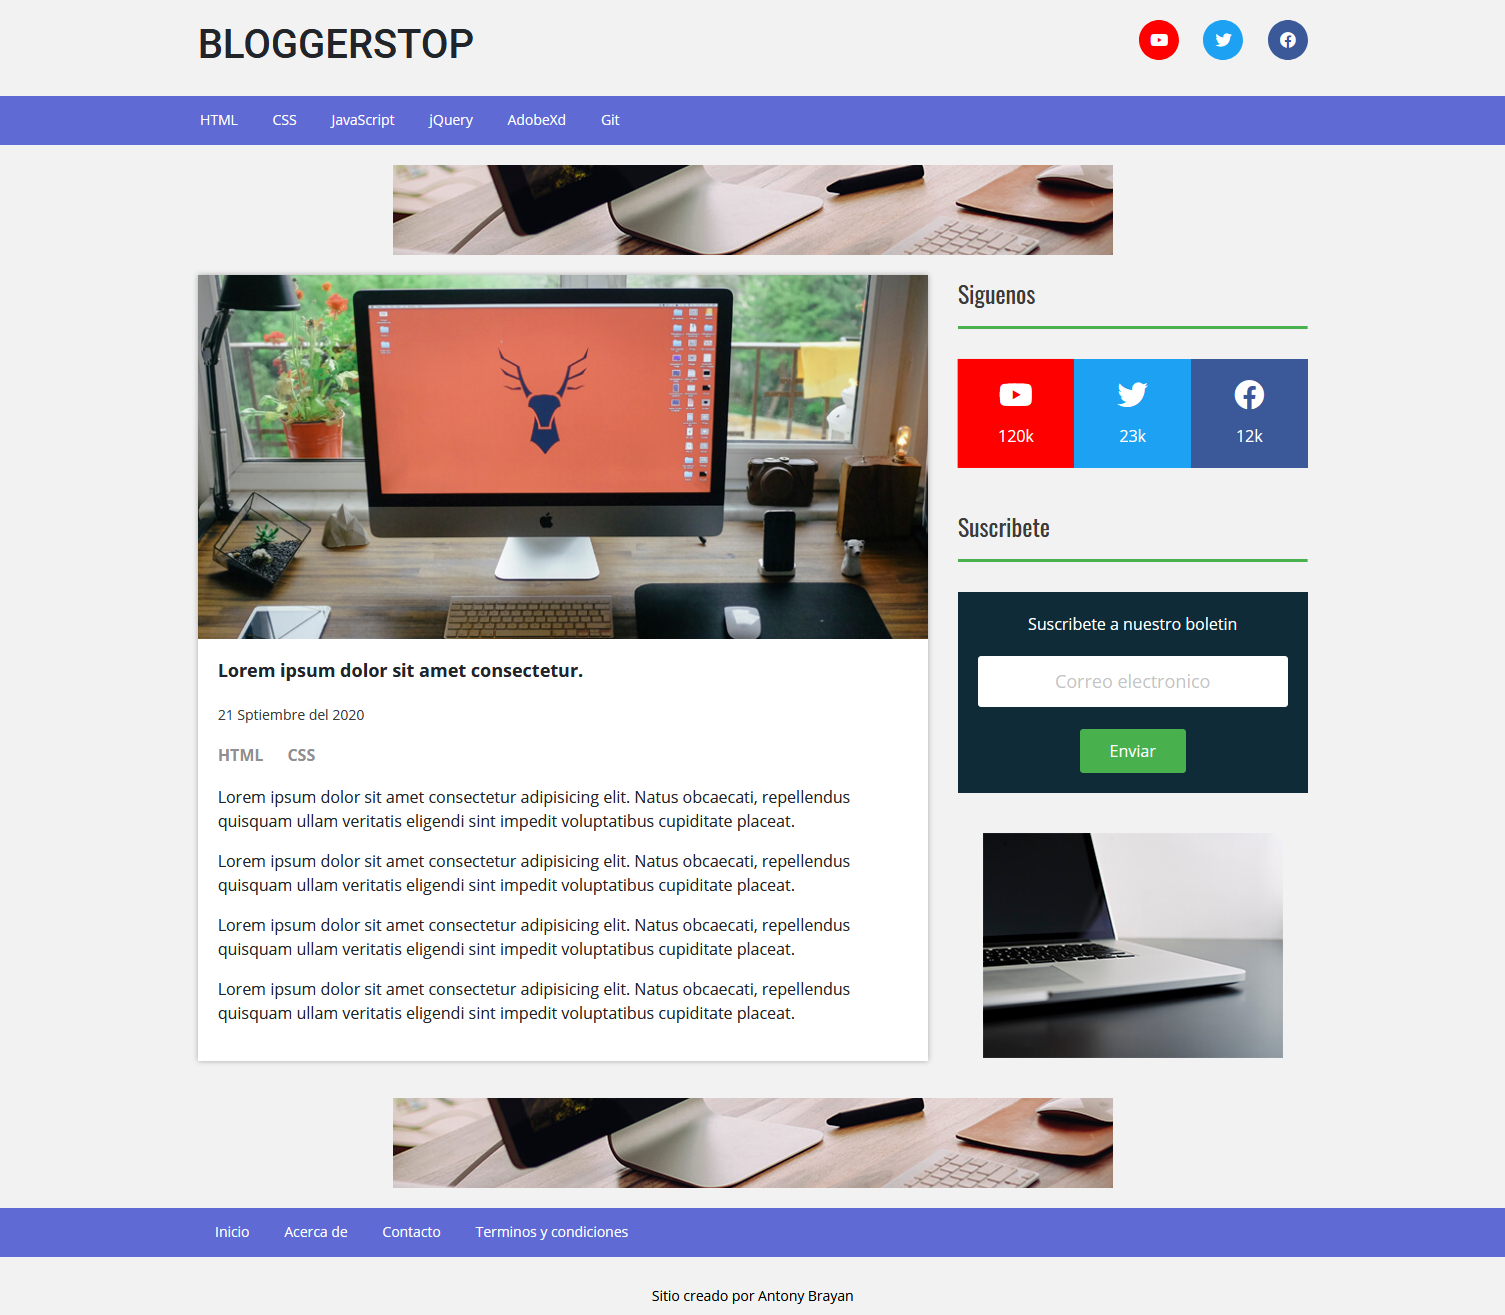 BLOGGERSTOP
HTML CSS JavaScript jQuery AdobeXd Git
Siguenos
120k 23k 12k
Suscribete
Suscribete a nuestro boletin
Correo electronico
Enviar
Lorem ipsum dolor sit amet consectetur.
21 Sptiembre del 2020
HTML CSS
Lorem ipsum dolor sit amet consectetur adipisicing elit. Natus obcaecati, repellendus
quisquam ullam veritatis eligendi sint impedit voluptatibus cupiditate placeat.
Lorem ipsum dolor sit amet consectetur adipisicing elit. Natus obcaecati, repellendus
quisquam ullam veritatis eligendi sint impedit voluptatibus cupiditate placeat.
Lorem ipsum dolor sit amet consectetur adipisicing elit. Natus obcaecati, repellendus
quisquam ullam veritatis eligendi sint impedit voluptatibus cupiditate placeat.
Lorem ipsum dolor sit amet consectetur adipisicing elit. Natus obcaecati, repellendus
quisquam ullam veritatis eligendi sint impedit voluptatibus cupiditate placeat.
Inicio Acerca de Contacto Terminos y condiciones
Sitio creado por Antony Brayan